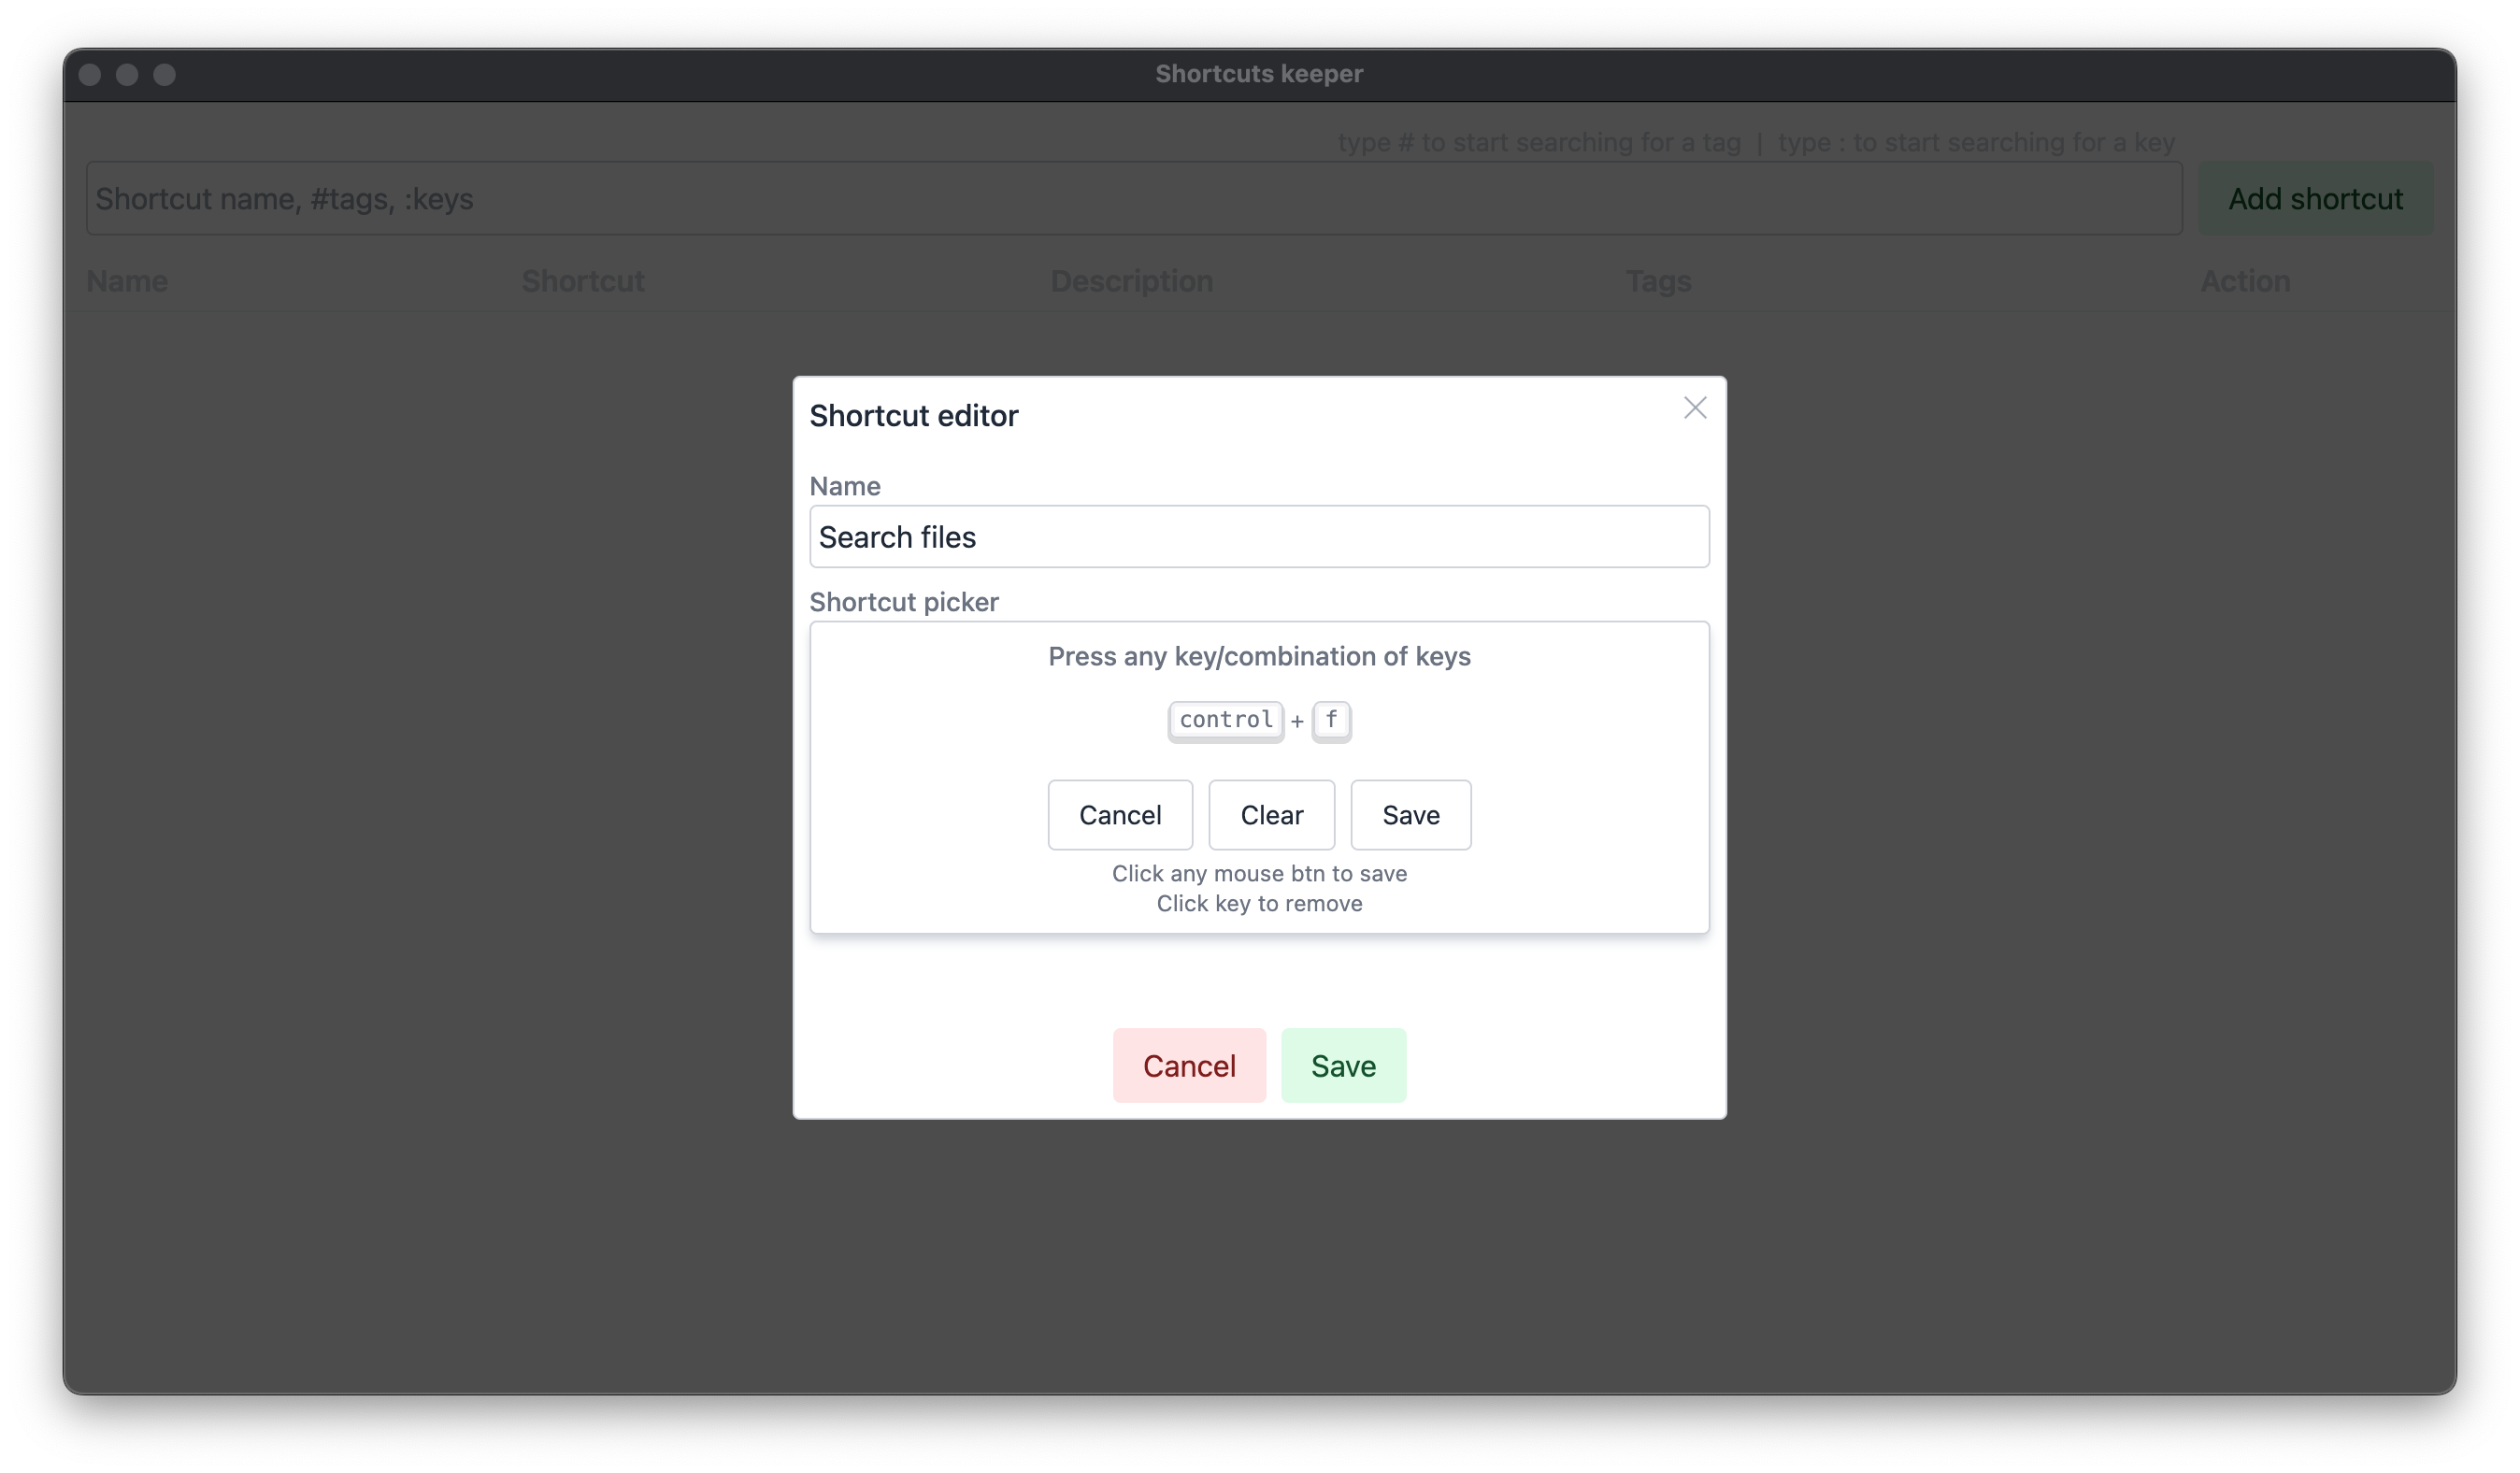 Shortcuts keeper
type # to start searching for a tag | type : to start searching for a key
Shortcut name, #tags, :keys
Add shortcut
Name Shortcut Description Tags Action
Shortcut editor
Name
Search files
Shortcut picker
Press any key/combination of keys
control + f
Cancel Clear Save
Click any mouse btn to save
Click key to remove
Cancel Save